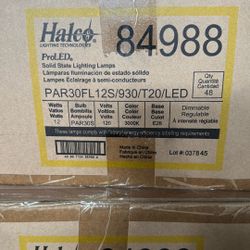 Halco
LIGHTING TECHNOLOGIES
84988
ProLED
Solid State Lighting Lamps
Lámparas Iluminación de estado sólido
Lampes Éclairage à semi-conducteurs
Qty
Quantité
Cantidad
48
PAR30FL12S/930/T20/LED
Watts Bulb Volts Color Base
Vatios Bombilla Voltios Color Base
Watts Ampoule Volts Couleur Culot
12 PAR30S 120 3000K E26
Dimmable
Regulable
À intensité réglable
Made in China
Fabriqué en Chine
Hecho en China
Lot #:037845
Halco